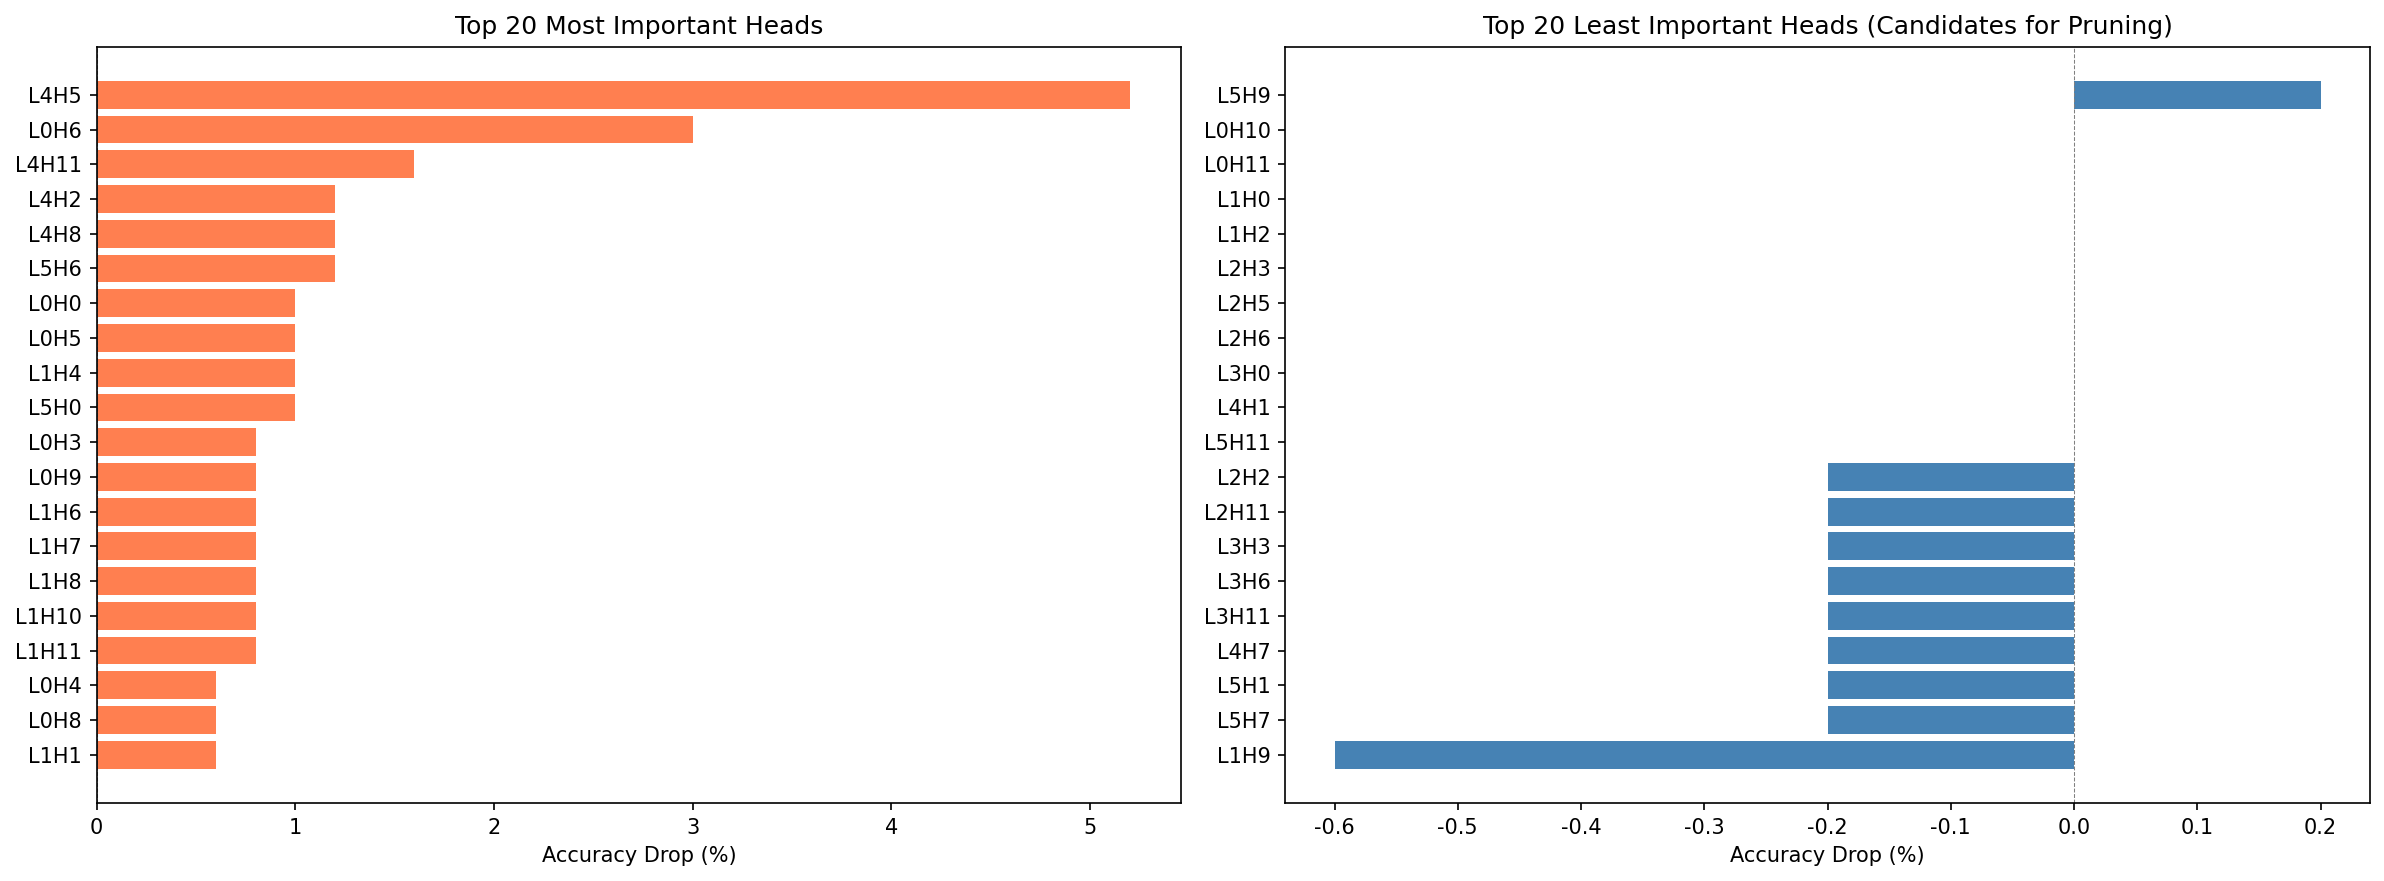 Top 20 Most Important Heads
L4H5
L0H6
L4H11
L4H2
L4H8
L5H6
L0H0
L0H5
L1H4
L5H0
L0H3
L0H9
L1H6
L1H7
L1H8
L1H10
L1H11
L0H4
L0H8
L1H1
0 1 2 3 4 5
Accuracy Drop (%)
Top 20 Least Important Heads (Candidates for Pruning)
L5H9
L0H10
L0H11
L1H0
L1H2
L2H3
L2H5
L2H6
L3H0
L4H1
L5H11
L2H2
L2H11
L3H3
L3H6
L3H11
L4H7
L5H1
L5H7
L1H9
-0.6 -0.5 -0.4 -0.3 -0.2 -0.1 0.0 0.1 0.2
Accuracy Drop (%)